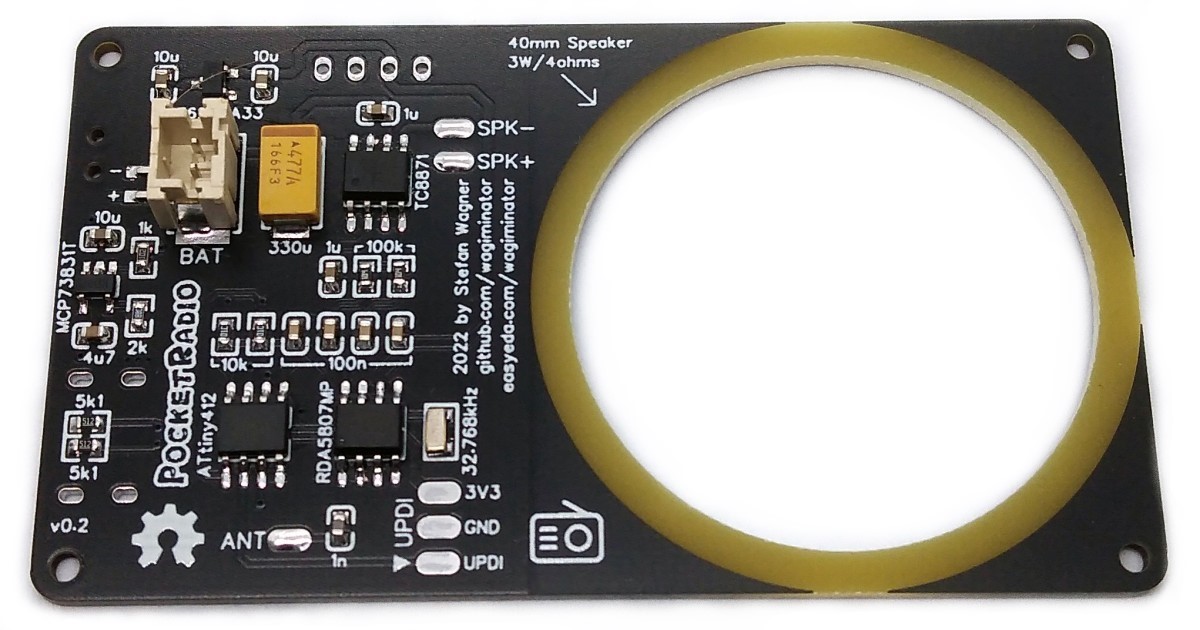 10u
10u
A33
40mm Speaker
3W/4ohms
1u
SPK-
SPK+
TC8871
A477A
166F3
330u
-
+
BAT
10u
1k
MCP73831T
4u7
2k
1u
100k
10k
100n
2022 by Stefan Wagner
github.com/wagiminator
easyeda.com/wagiminator
POCKETRADIO
5k1
512
512
5k1
ATtiny412
RDA5807MP
32.768kHz
v0.2
ANT
1n
UPDI
3V3
GND
UPDI